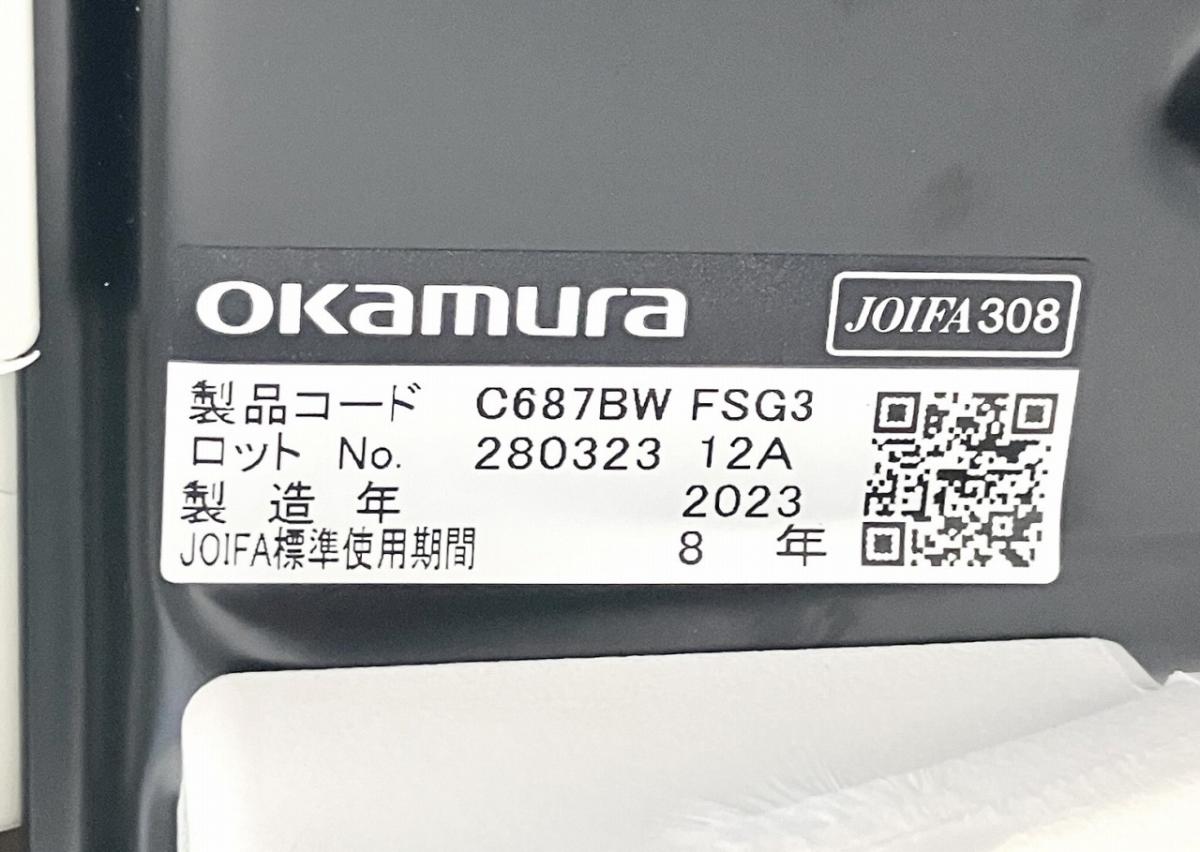 okamura
JOIFA308
製品コード C687BW FSG3
ロット No. 280323 12A
製 造 年 2023
JOIFA標準使用期間 8 年